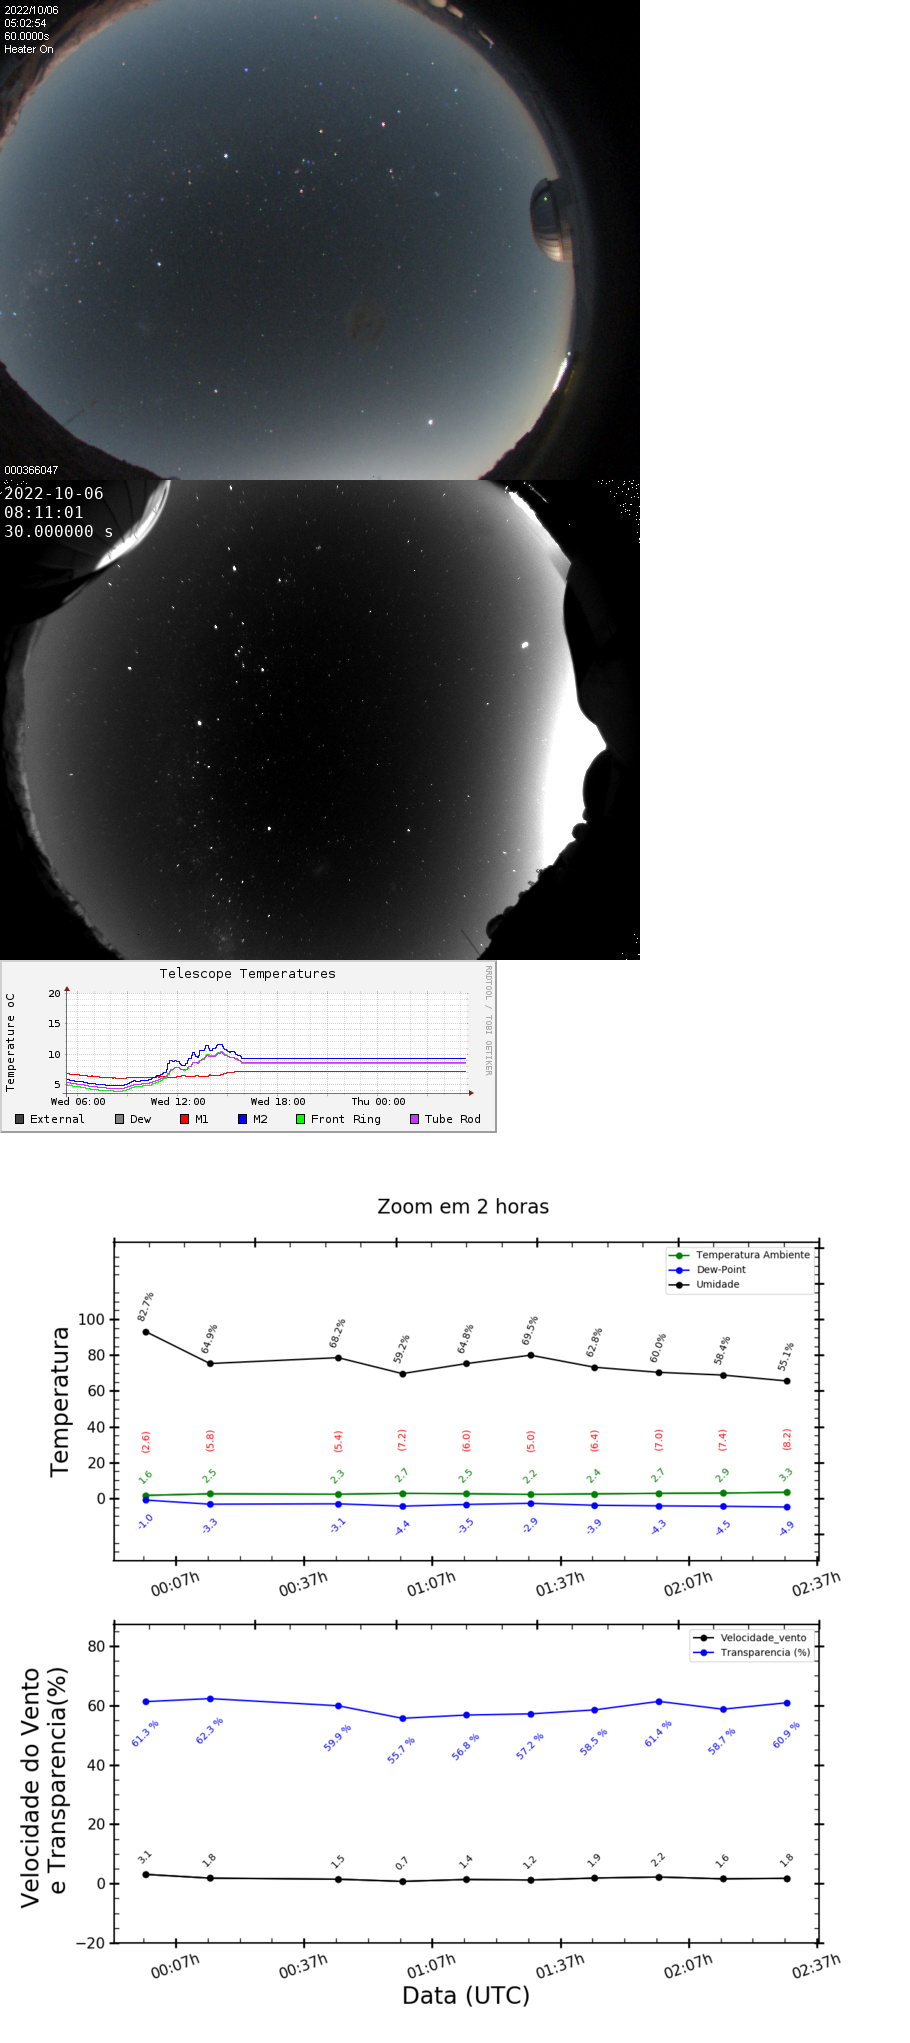 2022/10/06
05:02:54
60.0000s
Heater On
000366047
2022-10-06
08:11:01
30.000000 s
Telescope Temperatures
RRDTOOL / TOBI OETIKER
Temperature oC
20
15
10
5
Wed 06:00 Wed 12:00 Wed 18:00 Thu 00:00
External Dew M1 M2 Front Ring Tube Rod
Zoom em 2 horas
Temperatura Ambiente
Dew-Point
Umidade
Temperatura
100
80
60
40
20
0
82.7% 64.9% 68.2% 59.2% 64.8% 69.5% 62.8% 60.0% 58.4% 55.1%
(2.6) (5.8) (5.4) (7.2) (6.0) (5.0) (6.4) (7.0) (7.4) (8.2)
1.6 2.5 2.3 2.7 2.5 2.2 2.4 2.7 2.9 3.3
-1.0 -3.3 -3.1 -4.4 -3.5 -2.9 -3.9 -4.3 -4.5 -4.9
00:07h 00:37h 01:07h 01:37h 02:07h 02:37h
Velocidade_vento
Transparencia (%)
Velocidade do Vento
e Transparencia(%)
80
60
40
20
0
−20
61.3 % 62.3 % 59.9 % 55.7 % 56.8 % 57.2 % 58.5 % 61.4 % 58.7 % 60.9 %
3.1 1.8 1.5 0.7 1.4 1.2 1.9 2.2 1.6 1.8
00:07h 00:37h 01:07h 01:37h 02:07h 02:37h
Data (UTC)